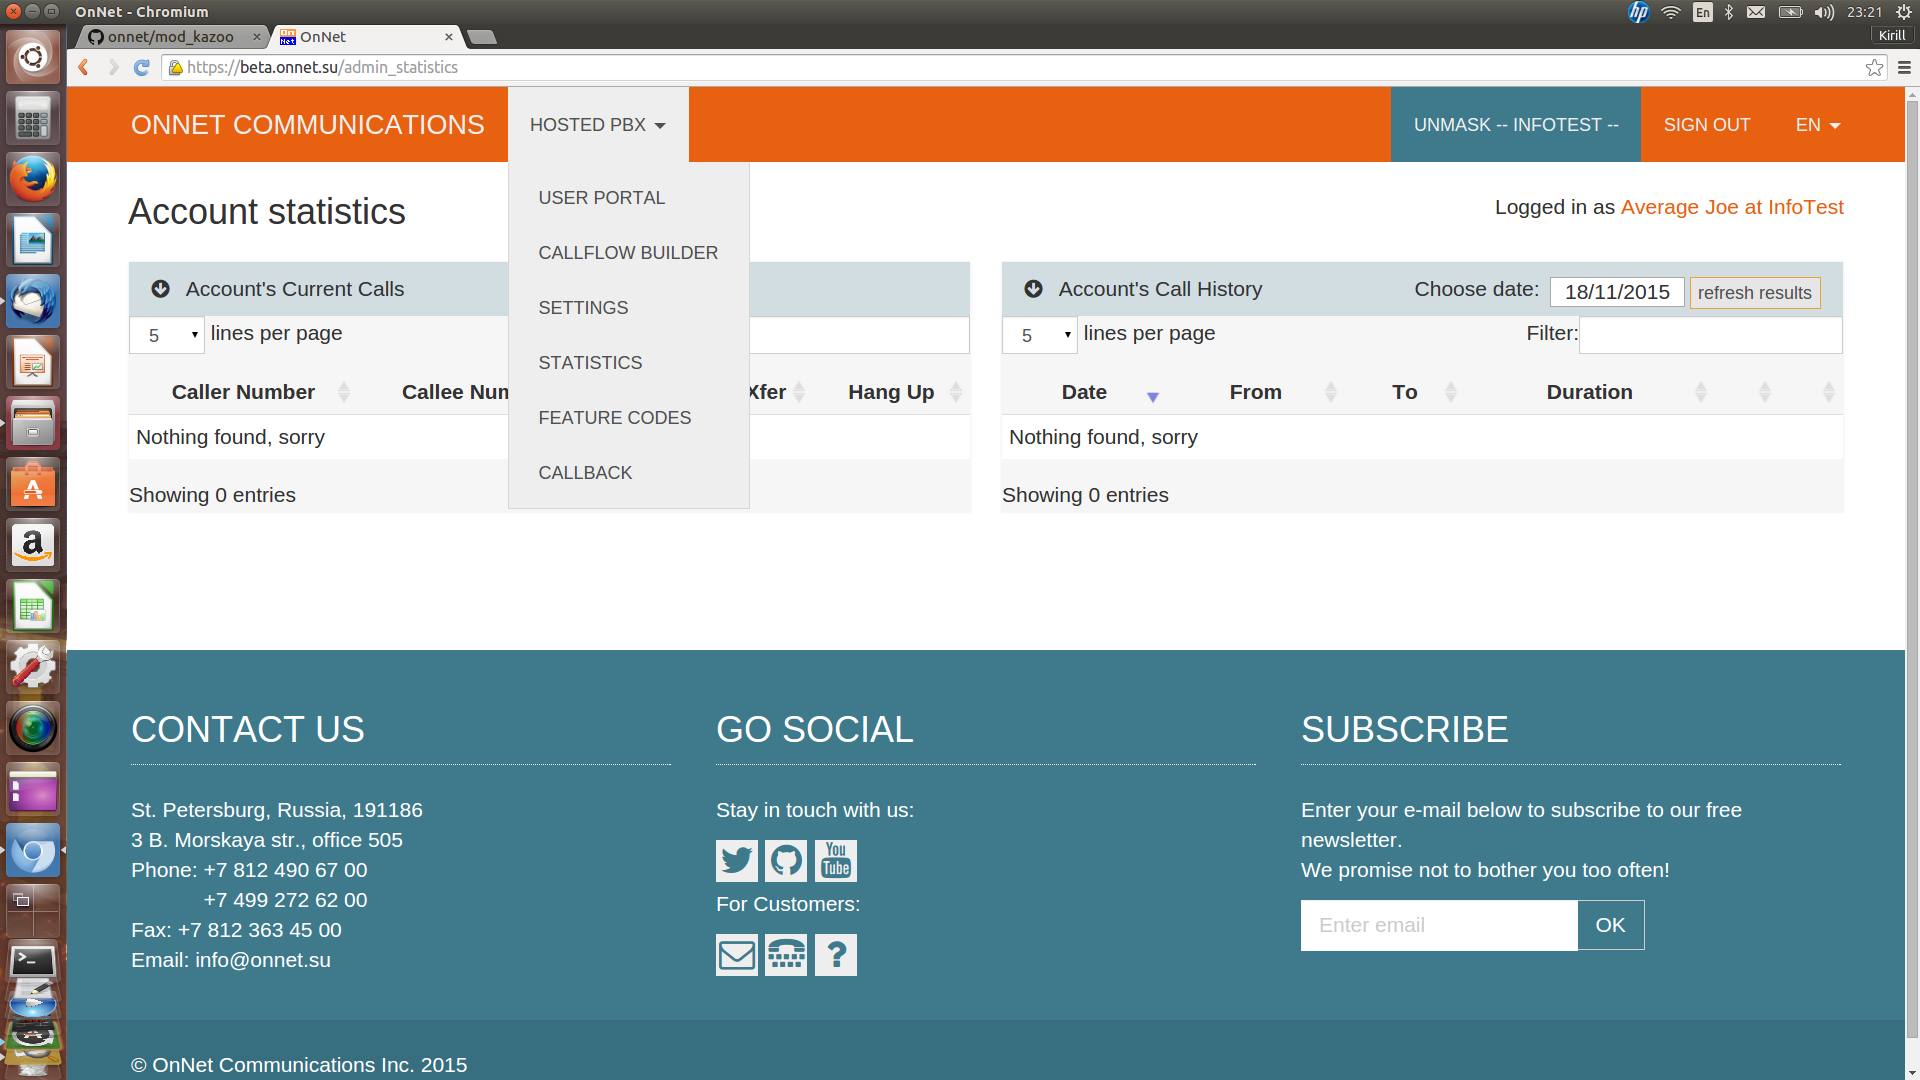 OnNet - Chromium
En
23:21
onnet/mod_kazoo
OnNet
Kirill
https://beta.onnet.su/admin_statistics
ONNET COMMUNICATIONS
HOSTED PBX
UNMASK -- INFOTEST --
SIGN OUT
EN
USER PORTAL
CALLFLOW BUILDER
SETTINGS
STATISTICS
FEATURE CODES
CALLBACK
Account statistics
Logged in as Average Joe at InfoTest
Account's Current Calls
5 lines per page
Caller Number
Callee Num
Xfer
Hang Up
Nothing found, sorry
Showing 0 entries
Account's Call History
Choose date: 18/11/2015 refresh results
5 lines per page
Filter:
Date
From
To
Duration
Nothing found, sorry
Showing 0 entries
CONTACT US
St. Petersburg, Russia, 191186
3 B. Morskaya str., office 505
Phone: +7 812 490 67 00
+7 499 272 62 00
Fax: +7 812 363 45 00
Email: info@onnet.su
GO SOCIAL
Stay in touch with us:
You
Tube
For Customers:
?
SUBSCRIBE
Enter your e-mail below to subscribe to our free
newsletter.
We promise not to bother you too often!
Enter email
OK
© OnNet Communications Inc. 2015